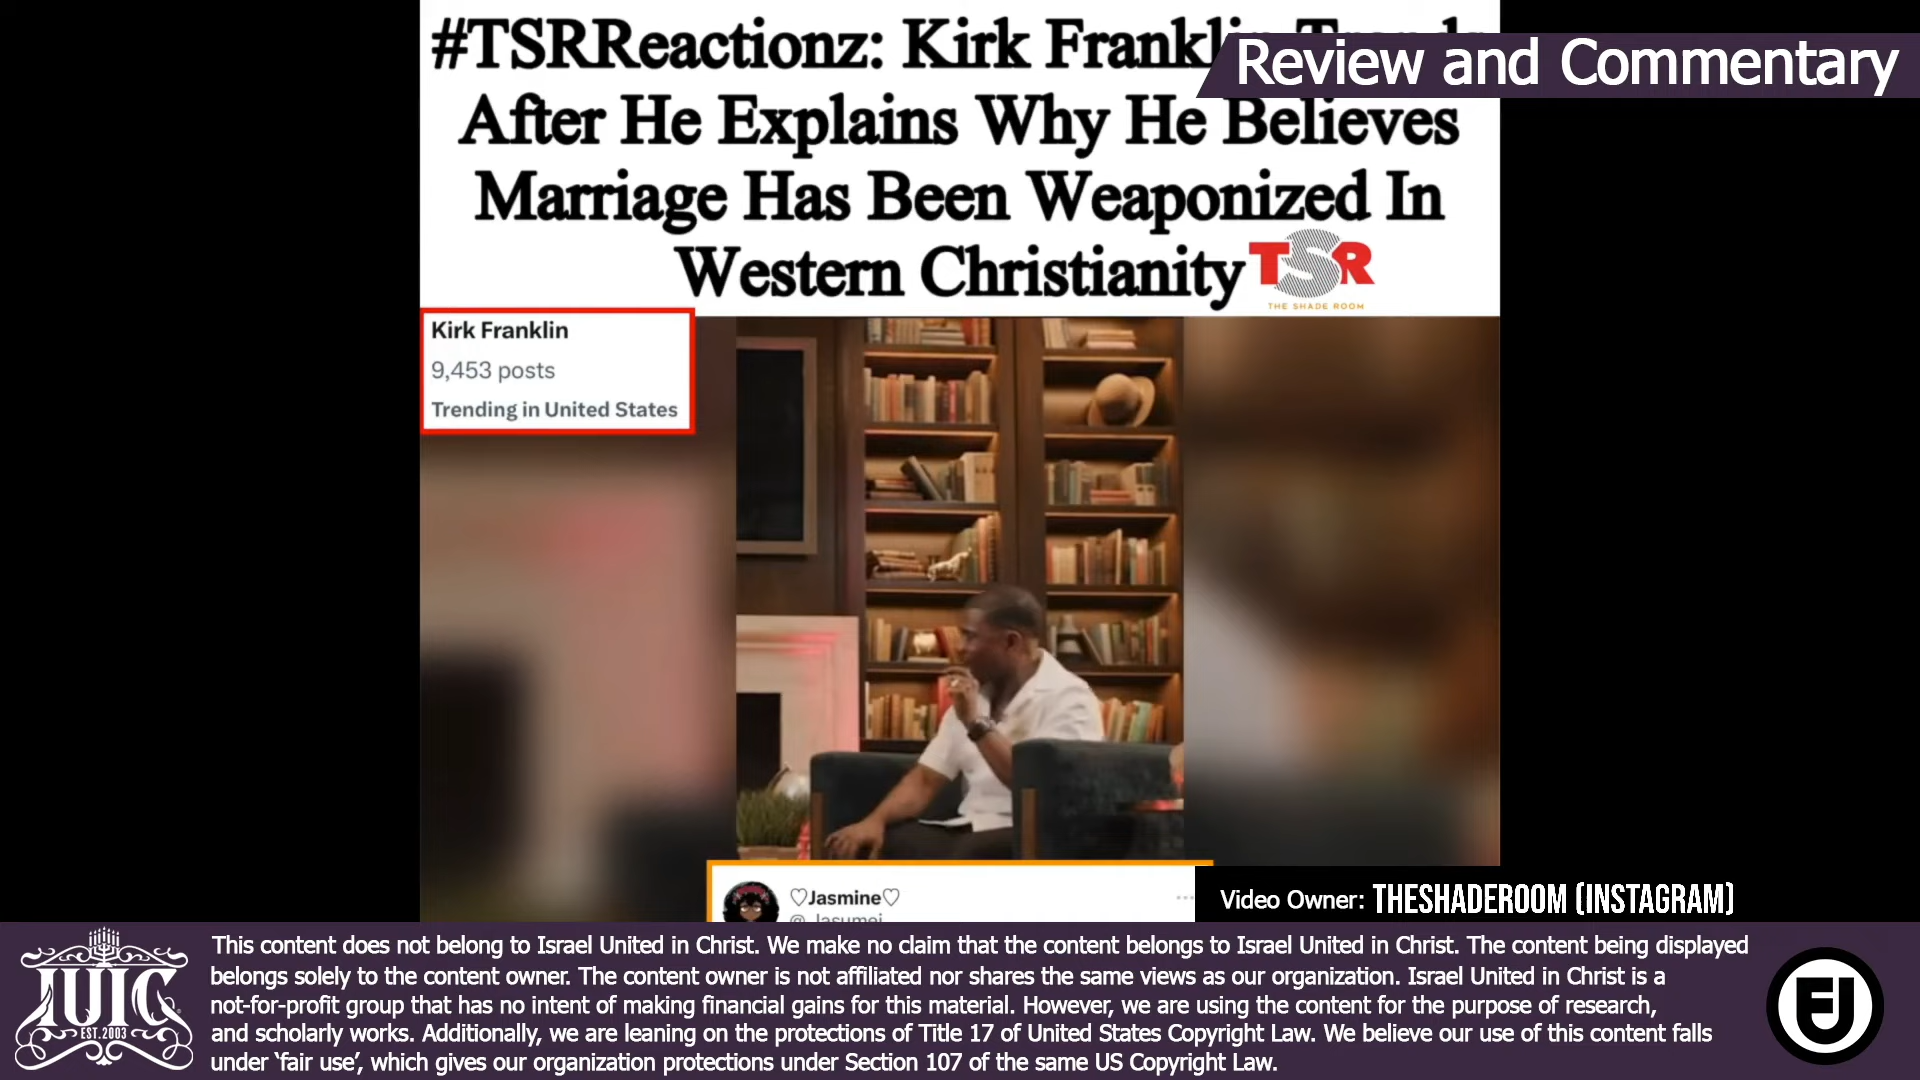 #TSRReactionz: Kirk Franklin Trends
Review and Commentary
After He Explains Why He Believes
Marriage Has Been Weaponized In
Western Christianity
TSR
THE SHADE ROOM
Kirk Franklin
9,453 posts
Trending in United States
♡Jasmine♡
Video Owner: THESHADEROOM (INSTAGRAM)
This content does not belong to Israel United in Christ. We make no claim that the content belongs to Israel United in Christ. The content being displayed
belongs solely to the content owner. The content owner is not affiliated nor shares the same views as our organization. Israel United in Christ is a
not-for-profit group that has no intent of making financial gains for this material. However, we are using the content for the purpose of research,
and scholarly works. Additionally, we are leaning on the protections of Title 17 of United States Copyright Law. We believe our use of this content falls
under ‘fair use’, which gives our organization protections under Section 107 of the same US Copyright Law.
IUIC
EST. 2003